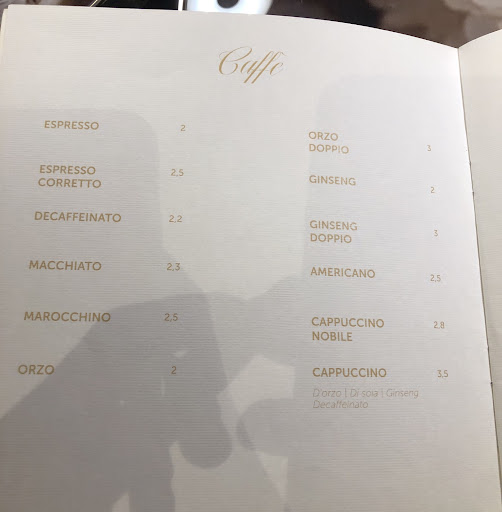 Caffè
ESPRESSO 2
ESPRESSO
CORRETTO 2,5
DECAFFEINATO 2,2
MACCHIATO 2,3
MAROCCHINO 2,5
ORZO 2
ORZO
DOPPIO 3
GINSENG 2
GINSENG
DOPPIO 3
AMERICANO 2,5
CAPPUCCINO 2,8
NOBILE
CAPPUCCINO 3,5
D'orzo | Di soia | Ginseng
Decaffeinato